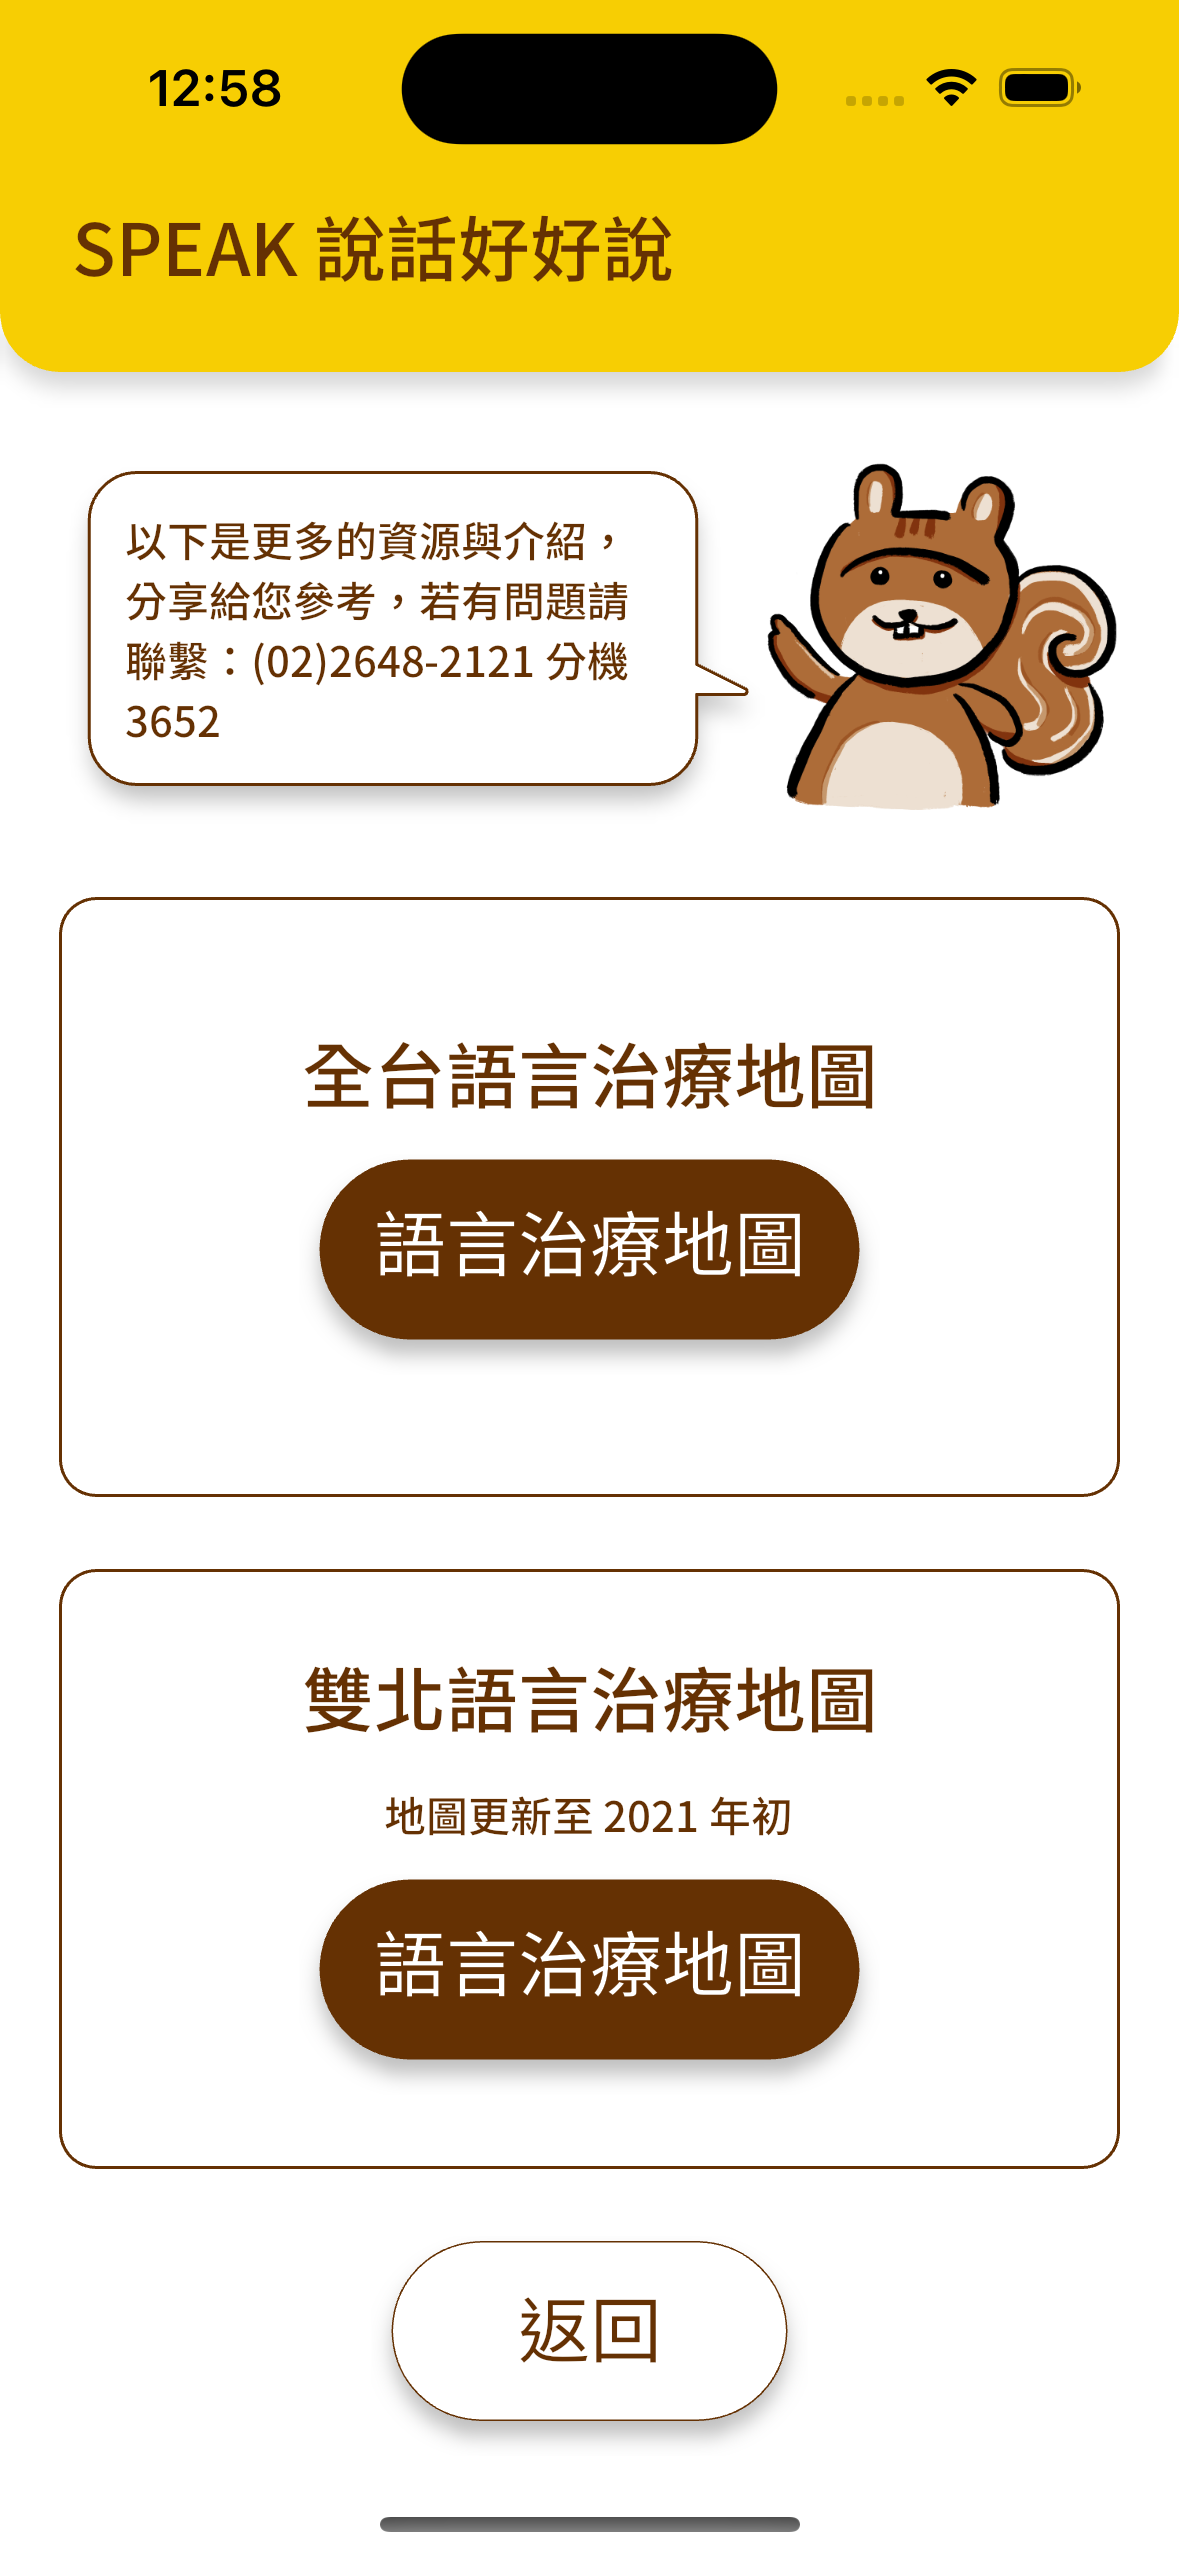 12:58
SPEAK 說話好好說
以下是更多的資源與介紹，
分享給您參考，若有問題請
聯繫：(02)2648-2121 分機
3652
全台語言治療地圖
語言治療地圖
雙北語言治療地圖
地圖更新至 2021 年初
語言治療地圖
返回